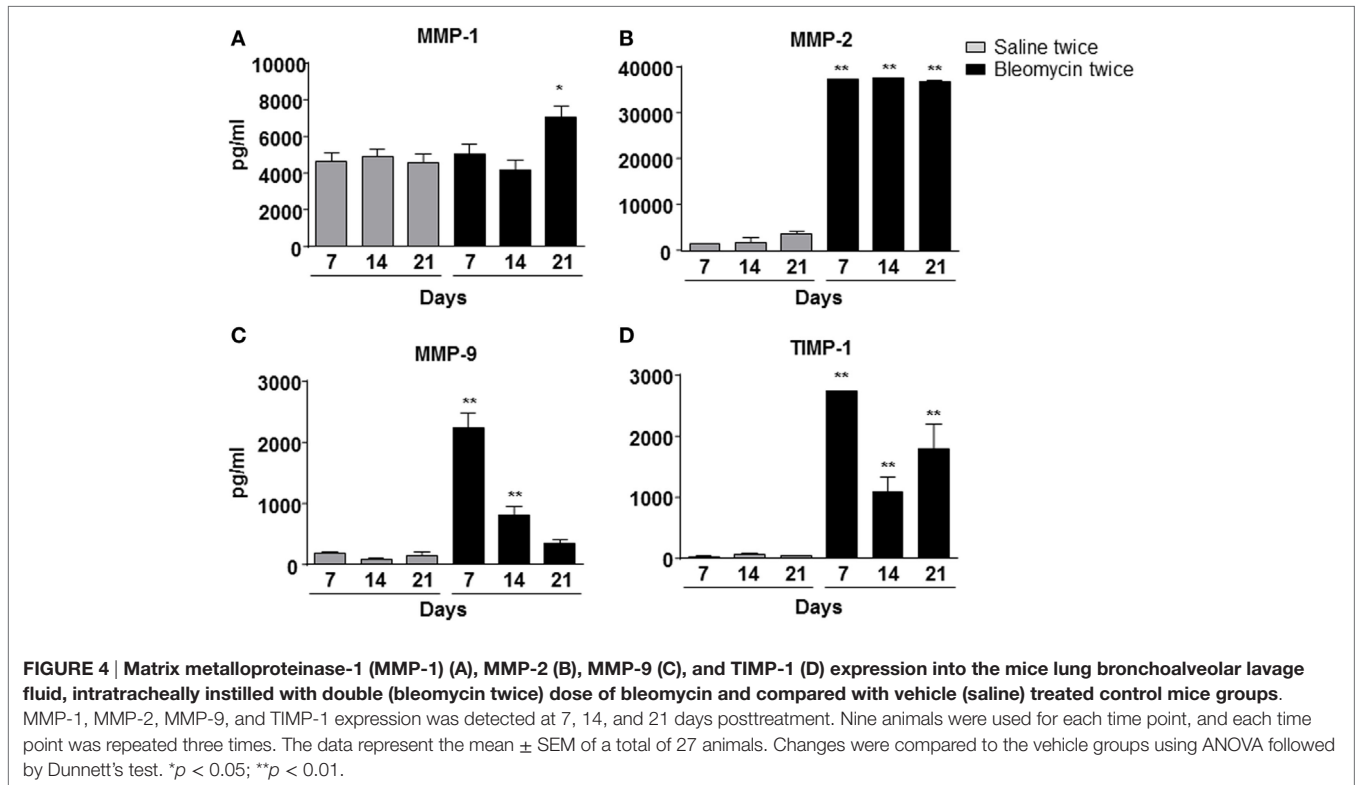 A
MMP-1
pg/ml
10000
8000
6000
4000
2000
0
*
7 14 21 7 14 21
Days
B
MMP-2
40000
30000
20000
10000
0
** ** **
7 14 21 7 14 21
Days
Saline twice
Bleomycin twice
C
MMP-9
pg/ml
3000
2000
1000
0
**
**
7 14 21 7 14 21
Days
D
TIMP-1
3000
2000
1000
0
**
**
**
7 14 21 7 14 21
Days
FIGURE 4 | Matrix metalloproteinase-1 (MMP-1) (A), MMP-2 (B), MMP-9 (C), and TIMP-1 (D) expression into the mice lung bronchoalveolar lavage
fluid, intratracheally instilled with double (bleomycin twice) dose of bleomycin and compared with vehicle (saline) treated control mice groups.
MMP-1, MMP-2, MMP-9, and TIMP-1 expression was detected at 7, 14, and 21 days posttreatment. Nine animals were used for each time point, and each time
point was repeated three times. The data represent the mean ± SEM of a total of 27 animals. Changes were compared to the vehicle groups using ANOVA followed
by Dunnett's test. *p < 0.05; **p < 0.01.